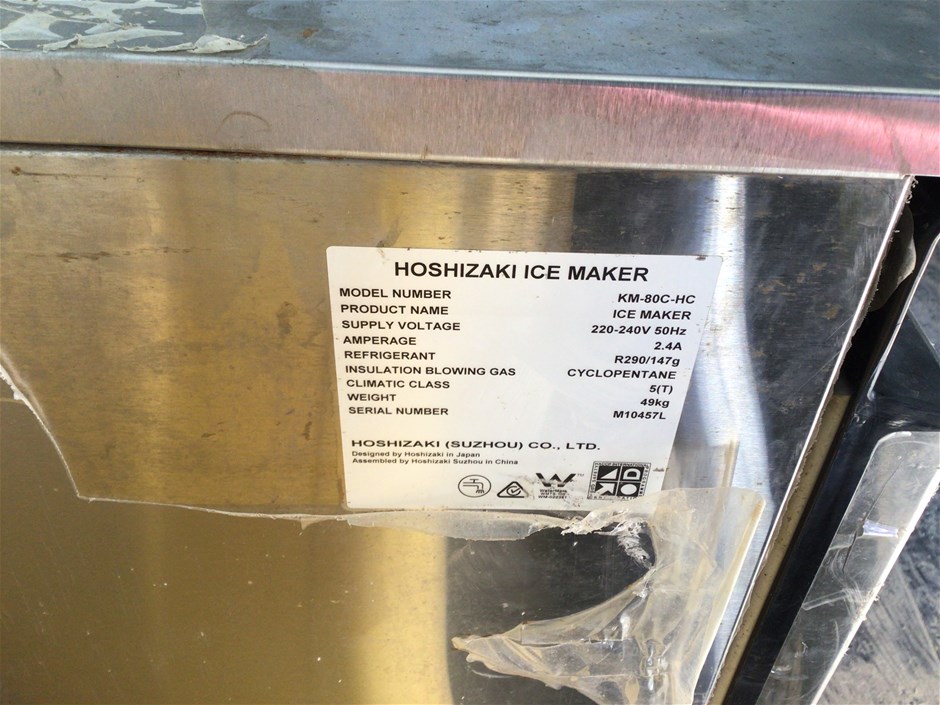 HOSHIZAKI ICE MAKER
MODEL NUMBER KM-80C-HC
PRODUCT NAME ICE MAKER
SUPPLY VOLTAGE 220-240V 50Hz
AMPERAGE 2.4A
REFRIGERANT R290/147g
INSULATION BLOWING GAS CYCLOPENTANE
CLIMATIC CLASS 5(T)
WEIGHT 49kg
SERIAL NUMBER M10457L
HOSHIZAKI (SUZHOU) CO., LTD.
Designed by Hoshizaki in Japan
Assembled by Hoshizaki Suzhou in China
WaterMark